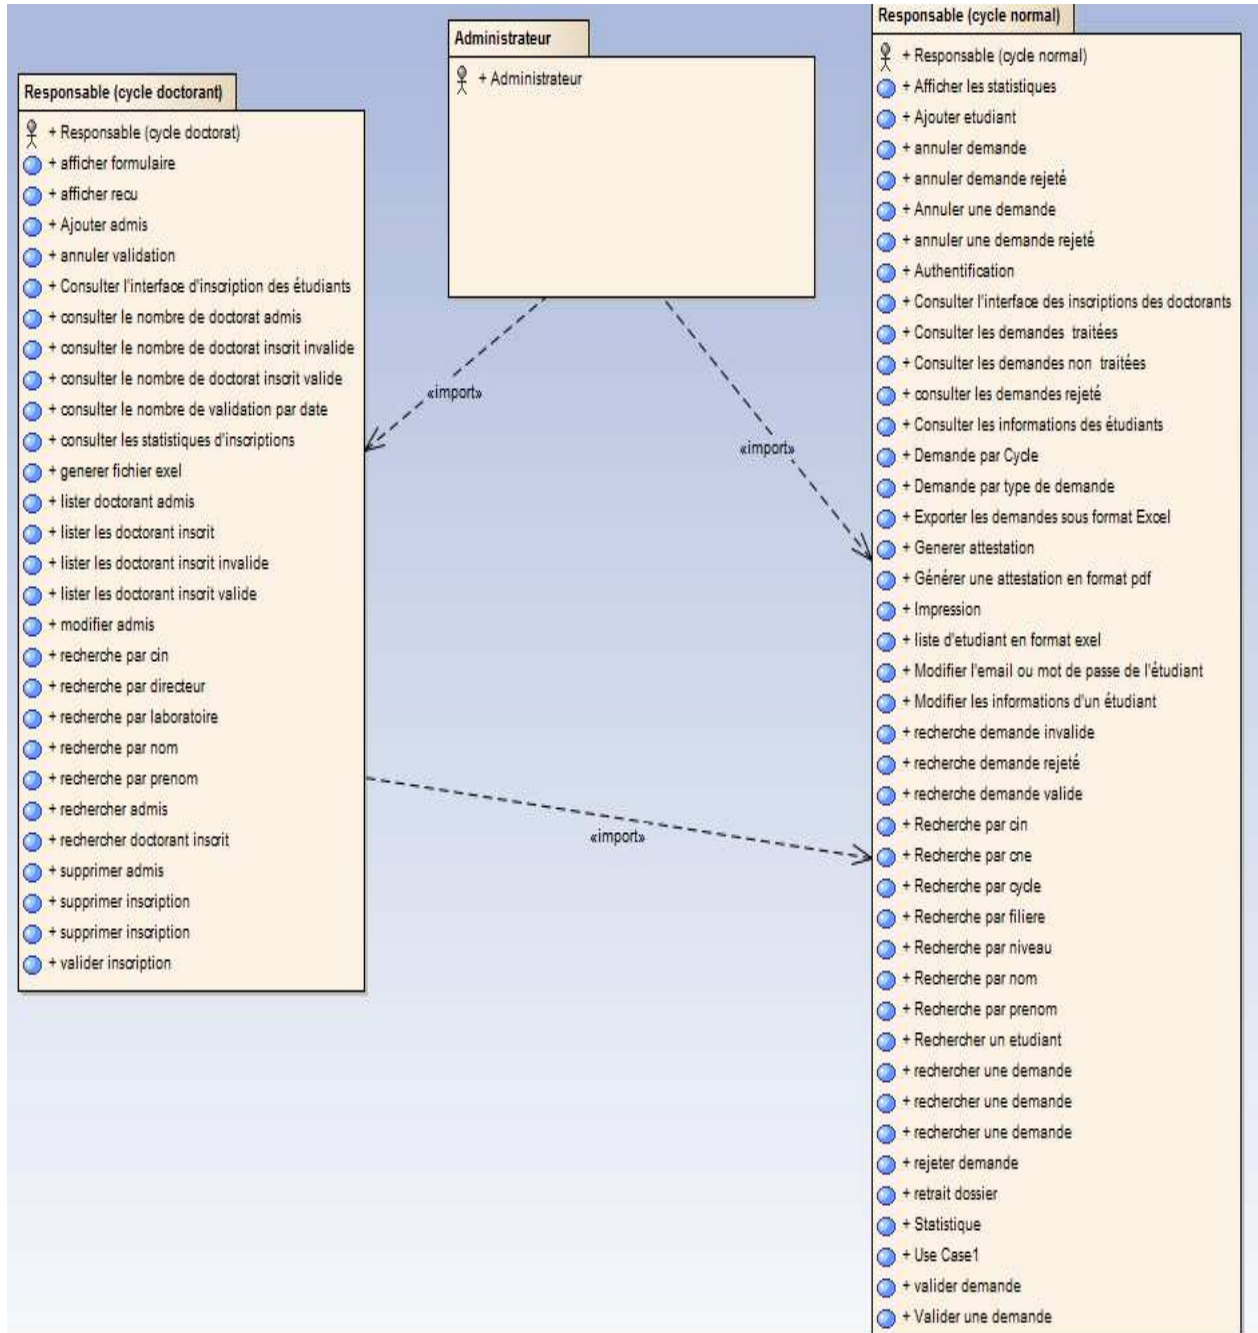 Responsable (cycle doctorant)
+ Responsable (cycle doctorat)
+ afficher formulaire
+ afficher recu
+ Ajouter admis
+ annuler validation
+ Consulter l'interface d'inscription des étudiants
+ consulter le nombre de doctorat admis
+ consulter le nombre de doctorat inscrit invalide
+ consulter le nombre de doctorat inscrit valide
+ consulter le nombre de validation par date
+ consulter les statistiques d'inscriptions
+ generer fichier exel
+ lister doctorant admis
+ lister les doctorant inscrit
+ lister les doctorant inscrit invalide
+ lister les doctorant inscrit valide
+ modifier admis
+ recherche par cin
+ recherche par directeur
+ recherche par laboratoire
+ recherche par nom
+ recherche par prenom
+ rechercher admis
+ rechercher doctorant inscrit
+ supprimer admis
+ supprimer inscription
+ supprimer inscription
+ valider inscription
Administrateur
+ Administrateur
«import»
«import»
«import»
Responsable (cycle normal)
+ Responsable (cycle normal)
+ Afficher les statistiques
+ Ajouter etudiant
+ annuler demande
+ annuler demande rejeté
+ Annuler une demande
+ annuler une demande rejeté
+ Authentification
+ Consulter l'interface des inscriptions des doctorants
+ Consulter les demandes traitées
+ Consulter les demandes non traitées
+ consulter les demandes rejeté
+ Consulter les informations des étudiants
+ Demande par Cycle
+ Demande par type de demande
+ Exporter les demandes sous format Excel
+ Generer attestation
+ Générer une attestation en format pdf
+ Impression
+ liste d'etudiant en format exel
+ Modifier l'email ou mot de passe de l'étudiant
+ Modifier les informations d'un étudiant
+ recherche demande invalide
+ recherche demande rejeté
+ recherche demande valide
+ Recherche par cin
+ Recherche par cne
+ Recherche par cycle
+ Recherche par filiere
+ Recherche par niveau
+ Recherche par nom
+ Recherche par prenom
+ Rechercher un etudiant
+ rechercher une demande
+ rechercher une demande
+ rechercher une demande
+ rejeter demande
+ retrait dossier
+ Statistique
+ Use Case1
+ valider demande
+ Valider une demande